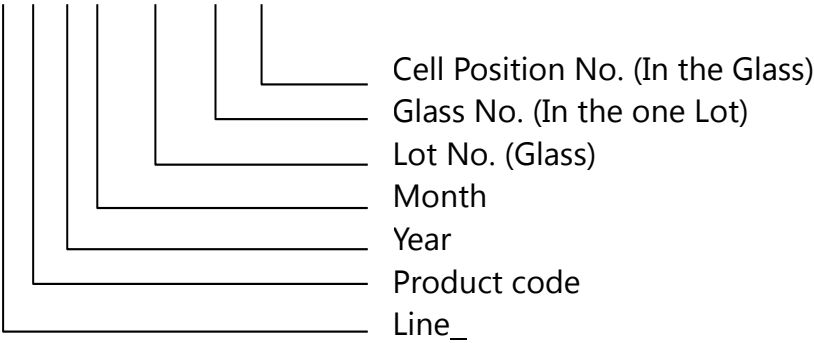 Cell Position No. (In the Glass)
Glass No. (In the one Lot)
Lot No. (Glass)
Month
Year
Product code
Line_